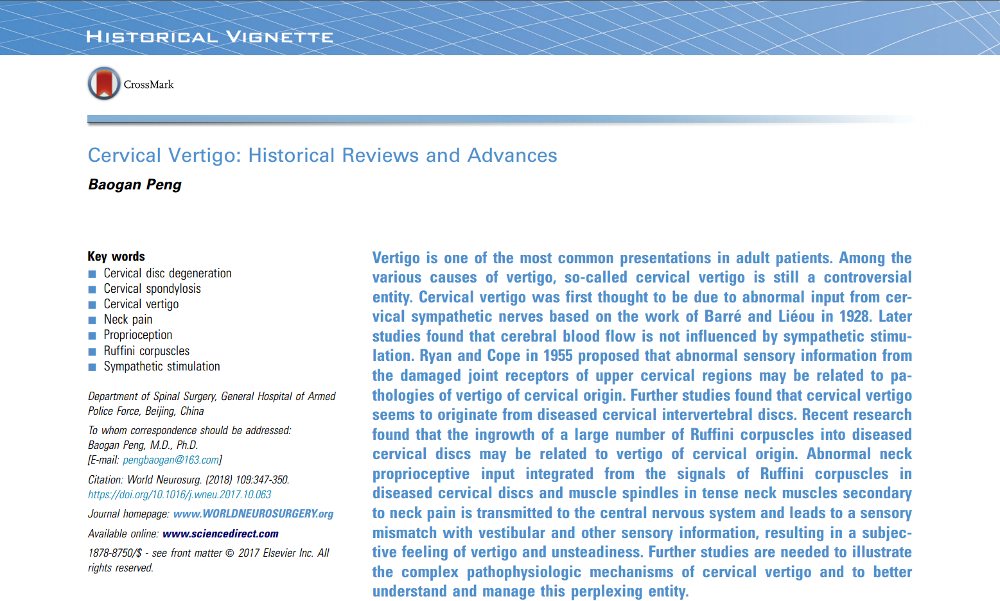 HISTORICAL VIGNETTE
CrossMark
Cervical Vertigo: Historical Reviews and Advances
Baogan Peng
Key words
Cervical disc degeneration
Cervical spondylosis
Cervical vertigo
Neck pain
Proprioception
Ruffini corpuscles
Sympathetic stimulation
Department of Spinal Surgery, General Hospital of Armed
Police Force, Beijing, China
To whom correspondence should be addressed:
Baogan Peng, M.D., Ph.D.
[E-mail: pengbaogan@163.com]
Citation: World Neurosurg. (2018) 109:347-350.
https://doi.org/10.1016/j.wneu.2017.10.063
Journal homepage: www.WORLDNEUROSURGERY.org
Available online: www.sciencedirect.com
1878-8750/$ - see front matter © 2017 Elsevier Inc. All
rights reserved.
Vertigo is one of the most common presentations in adult patients. Among the
various causes of vertigo, so-called cervical vertigo is still a controversial
entity. Cervical vertigo was first thought to be due to abnormal input from cer-
vical sympathetic nerves based on the work of Barré and Liéou in 1928. Later
studies found that cerebral blood flow is not influenced by sympathetic stimu-
lation. Ryan and Cope in 1955 proposed that abnormal sensory information from
the damaged joint receptors of upper cervical regions may be related to pa-
thologies of vertigo of cervical origin. Further studies found that cervical vertigo
seems to originate from diseased cervical intervertebral discs. Recent research
found that the ingrowth of a large number of Ruffini corpuscles into diseased
cervical discs may be related to vertigo of cervical origin. Abnormal neck
proprioceptive input integrated from the signals of Ruffini corpuscles in
diseased cervical discs and muscle spindles in tense neck muscles secondary
to neck pain is transmitted to the central nervous system and leads to a sensory
mismatch with vestibular and other sensory information, resulting in a subjec-
tive feeling of vertigo and unsteadiness. Further studies are needed to illustrate
the complex pathophysiologic mechanisms of cervical vertigo and to better
understand and manage this perplexing entity.